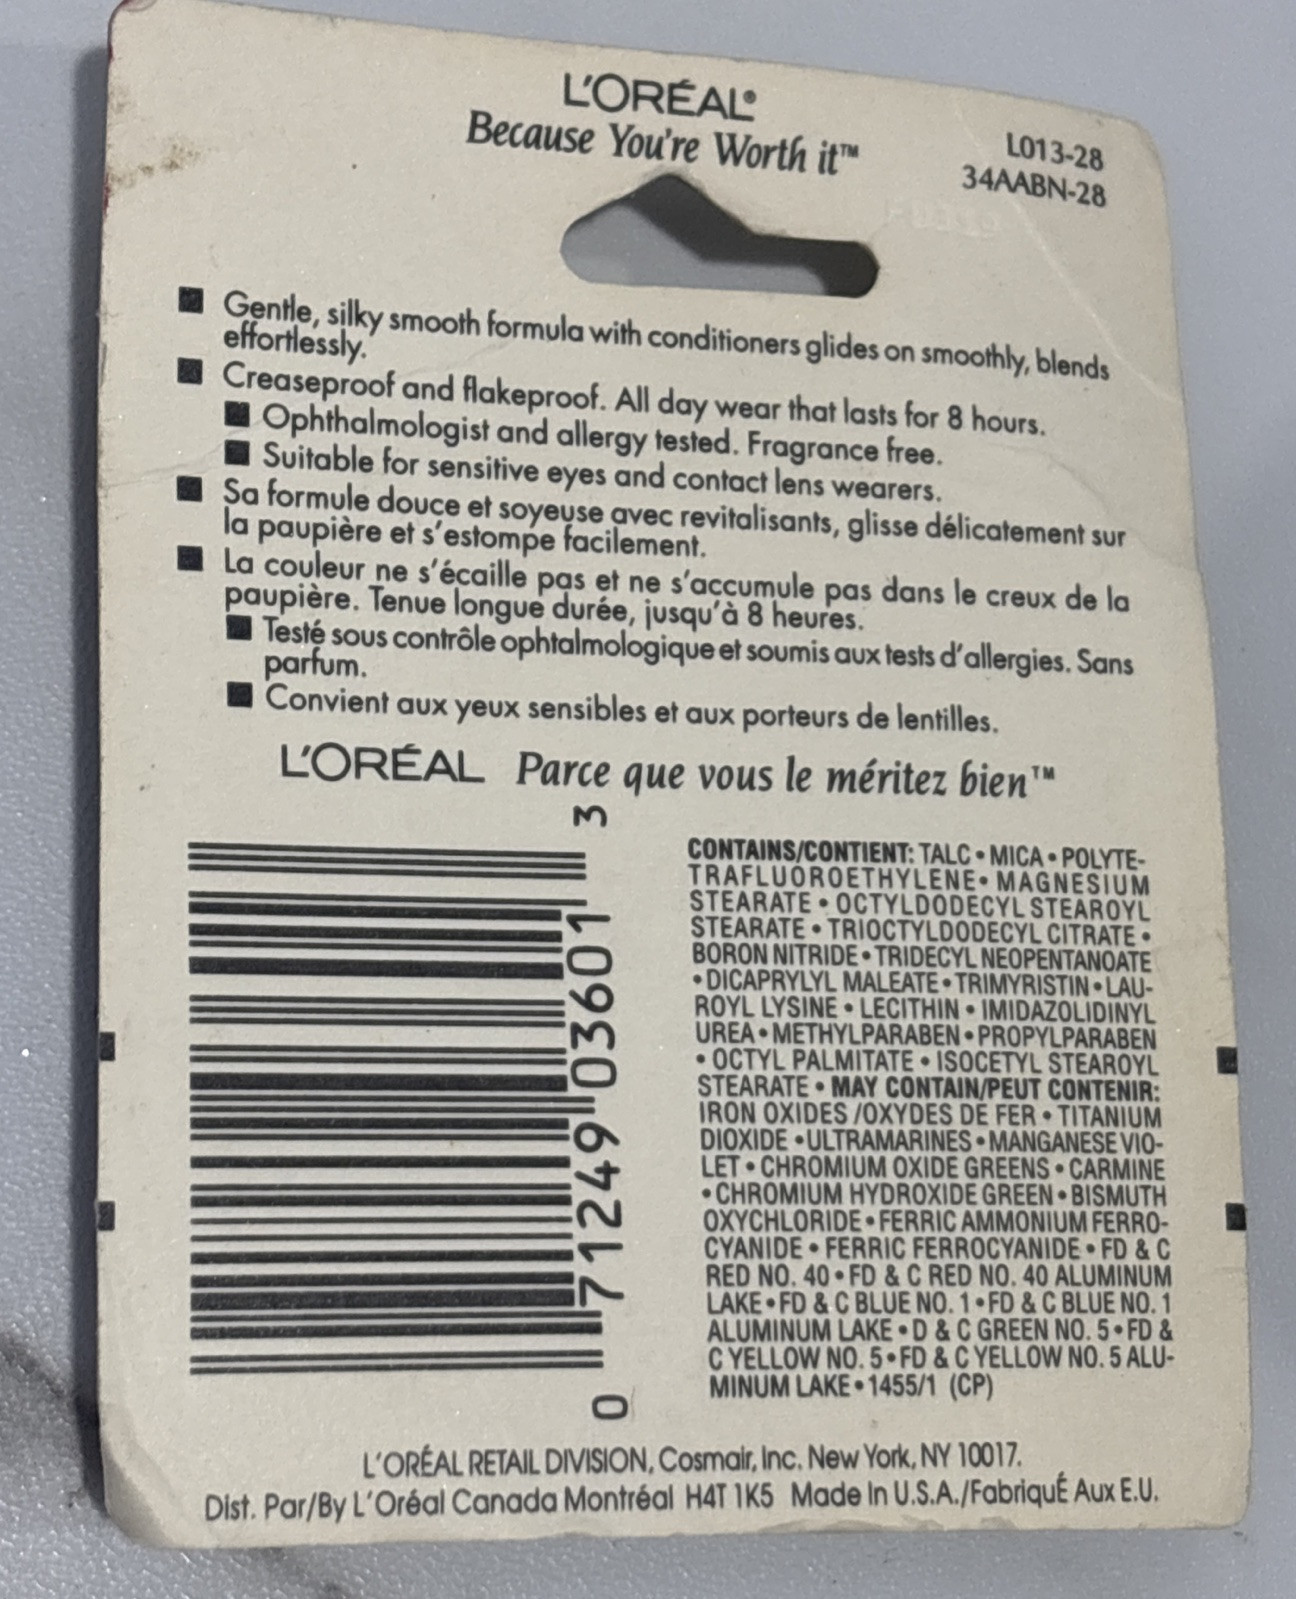 L'ORÉAL®
Because You're Worth it™
L013-28
34AABN-28
■ Gentle, silky smooth formula with conditioners glides on smoothly, blends
effortlessly.
■ Creaseproof and flakeproof. All day wear that lasts for 8 hours.
■ Ophthalmologist and allergy tested. Fragrance free.
■ Suitable for sensitive eyes and contact lens wearers.
■ Sa formule douce et soyeuse avec revitalisants, glisse délicatement sur
la paupière et s'estompe facilement.
■ La couleur ne s'écaille pas et ne s'accumule pas dans le creux de la
paupière. Tenue longue durée, jusqu'à 8 heures.
■ Testé sous contrôle ophtalmologique et soumis aux tests d'allergies. Sans
parfum.
■ Convient aux yeux sensibles et aux porteurs de lentilles.
L'ORÉAL Parce que vous le méritez bien™
0 71249 03601 3
CONTAINS/CONTIENT: TALC • MICA • POLYTE-
TRAFLUOROETHYLENE • MAGNESIUM
STEARATE • OCTYLDODECYL STEAROYL
STEARATE • TRIOCTYLDODECYL CITRATE •
BORON NITRIDE • TRIDECYL NEOPENTANOATE
• DICAPRYLYL MALEATE • TRIMYRISTIN • LAU-
ROYL LYSINE • LECITHIN • IMIDAZOLIDINYL
UREA • METHYLPARABEN • PROPYLPARABEN
• OCTYL PALMITATE • ISOCETYL STEAROYL
STEARATE • MAY CONTAIN/PEUT CONTENIR:
IRON OXIDES /OXYDES DE FER • TITANIUM
DIOXIDE • ULTRAMARINES • MANGANESE VIO-
LET • CHROMIUM OXIDE GREENS • CARMINE
• CHROMIUM HYDROXIDE GREEN • BISMUTH
OXYCHLORIDE • FERRIC AMMONIUM FERRO-
CYANIDE • FERRIC FERROCYANIDE • FD & C
RED NO. 40 • FD & C RED NO. 40 ALUMINUM
LAKE • FD & C BLUE NO. 1 • FD & C BLUE NO. 1
ALUMINUM LAKE • D & C GREEN NO. 5 • FD &
C YELLOW NO. 5 • FD & C YELLOW NO. 5 ALU-
MINUM LAKE • 1455/1 (CP)
L'ORÉAL RETAIL DIVISION, Cosmair, Inc. New York, NY 10017.
Dist. Par/By L'Oréal Canada Montréal H4T 1K5 Made In U.S.A./FabriquÉ Aux E.U.